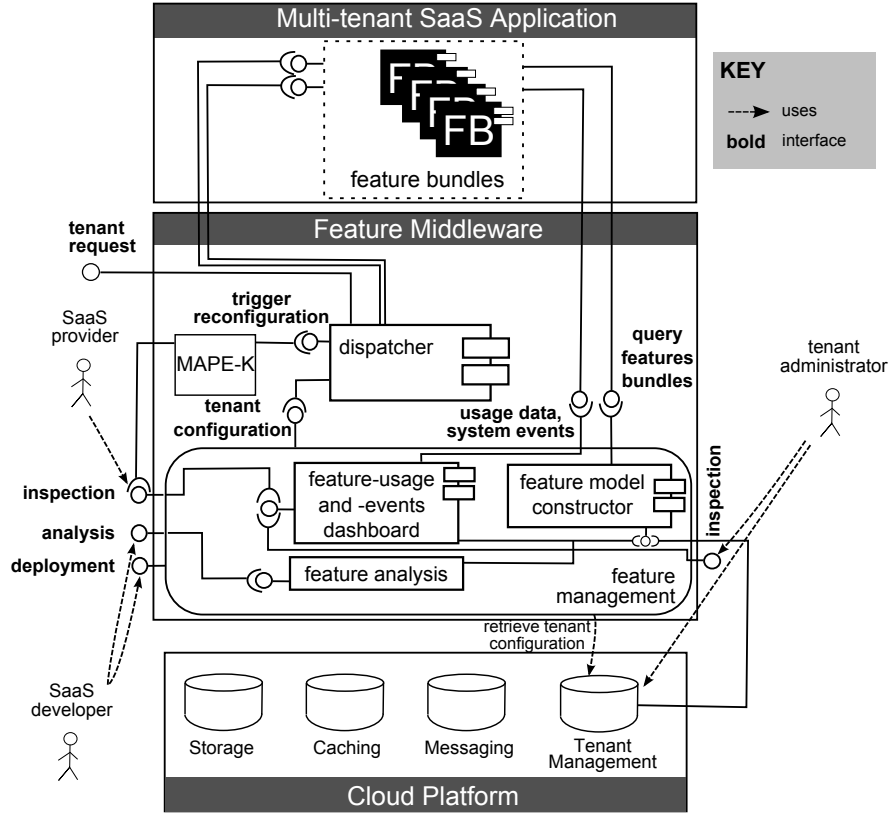 Multi-tenant SaaS Application
FB
FB
FB
FB
feature bundles
KEY
uses
bold interface
Feature Middleware
tenant
request
trigger
reconfiguration
SaaS
provider
MAPE-K
dispatcher
query
features
bundles
tenant
administrator
tenant
configuration
usage data,
system events
inspection
feature-usage
and -events
dashboard
feature model
constructor
inspection
analysis
deployment
feature analysis
feature
management
retrieve tenant
configuration
SaaS
developer
Storage
Caching
Messaging
Tenant
Management
Cloud Platform